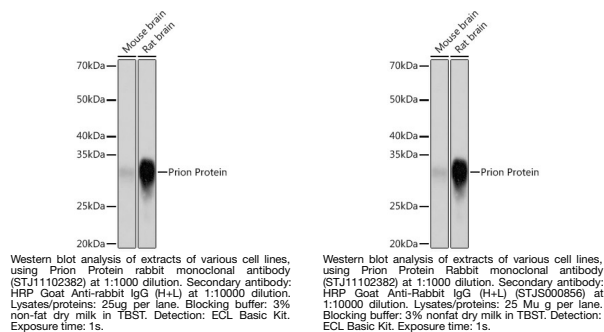 Mouse brain
Rat brain
70kDa
50kDa
40kDa
35kDa
25kDa
20kDa
Prion Protein
Western blot analysis of extracts of various cell lines,
using Prion Protein rabbit monoclonal antibody
(STJ11102382) at 1:1000 dilution. Secondary antibody:
HRP Goat Anti-rabbit IgG (H+L) at 1:10000 dilution.
Lysates/proteins: 25ug per lane. Blocking buffer: 3%
non-fat dry milk in TBST. Detection: ECL Basic Kit.
Exposure time: 1s.
Mouse brain
Rat brain
70kDa
50kDa
40kDa
35kDa
25kDa
20kDa
Prion Protein
Western blot analysis of extracts of various cell lines,
using Prion Protein Rabbit monoclonal antibody
(STJ11102382) at 1:1000 dilution. Secondary antibody:
HRP Goat Anti-Rabbit IgG (H+L) (STJS000856) at
1:10000 dilution. Lysates/proteins: 25 Mu g per lane.
Blocking buffer: 3% nonfat dry milk in TBST. Detection:
ECL Basic Kit. Exposure time: 1s.